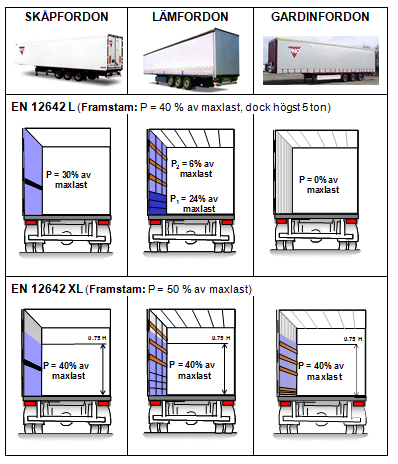 SKÅPFORDON
LÄMFORDON
GARDINFORDON
EN 12642 L (Framstam: P = 40 % av maxlast, dock högst 5 ton)
P = 30% av
maxlast
P2 = 6% av
maxlast
P1 = 24% av
maxlast
P = 0% av
maxlast
EN 12642 XL (Framstam: P = 50 % av maxlast)
0.75 H
P = 40% av
maxlast
0.75 H
P = 40% av
maxlast
0.75 H
P = 40% av
maxlast